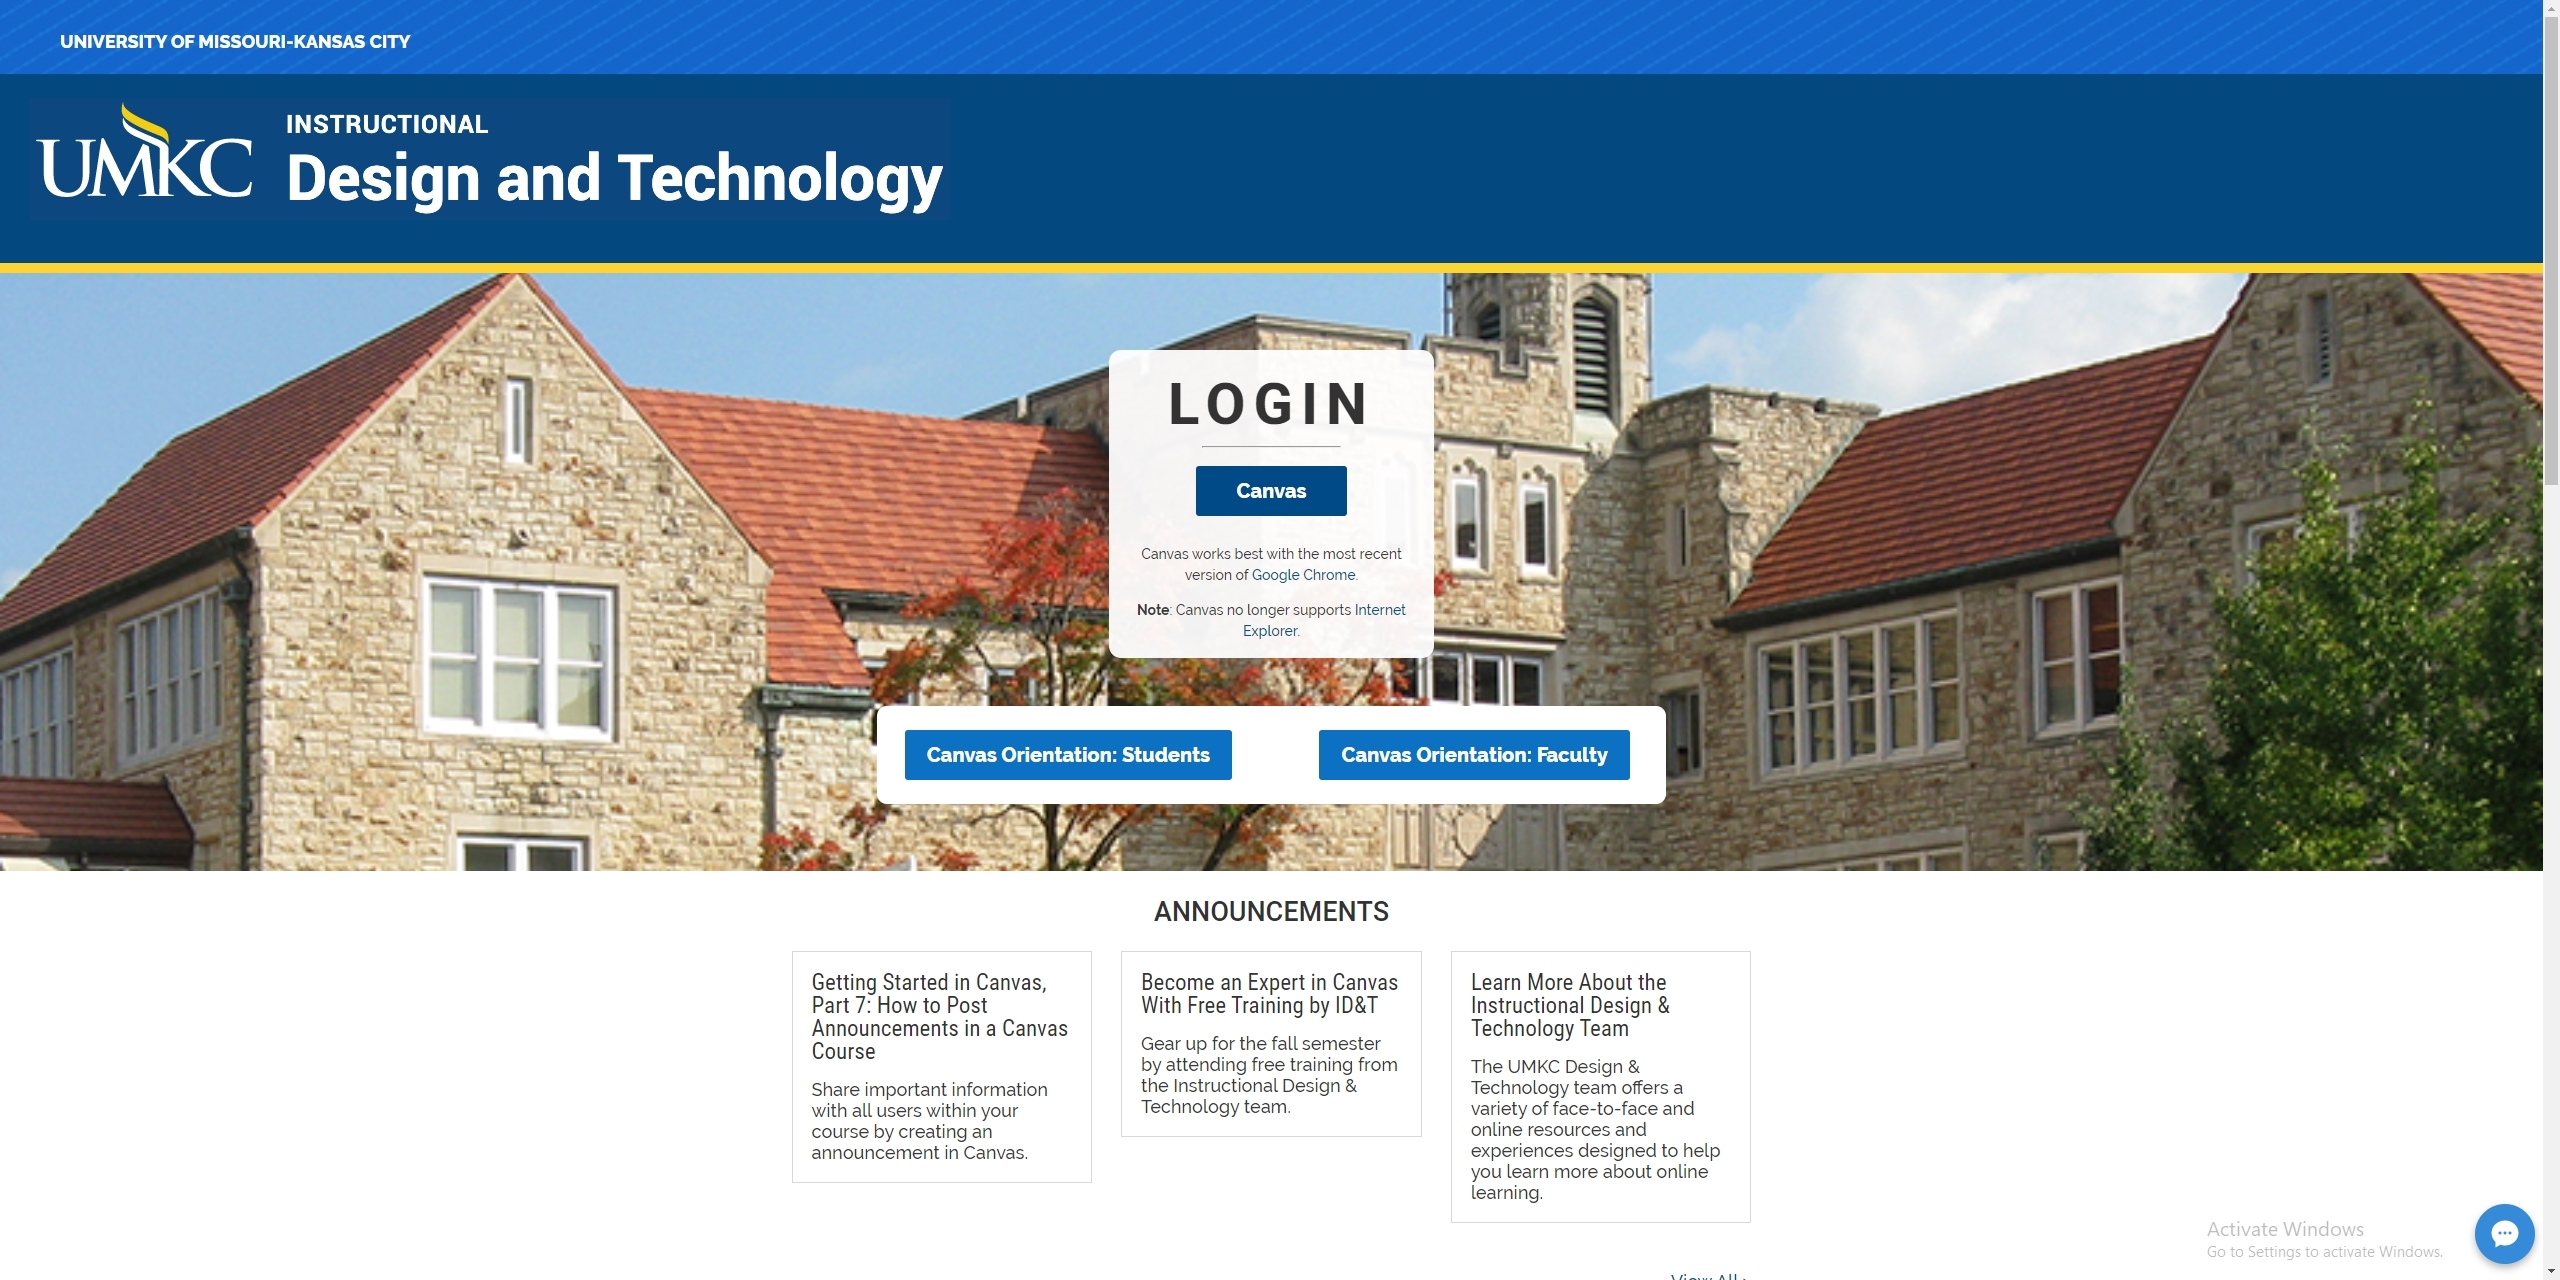 UNIVERSITY OF MISSOURI-KANSAS CITY
UMKC
INSTRUCTIONAL
Design and Technology
LOGIN
Canvas
Canvas works best with the most recent
version of Google Chrome.
Note: Canvas no longer supports Internet
Explorer.
Canvas Orientation: Students
Canvas Orientation: Faculty
ANNOUNCEMENTS
Getting Started in Canvas,
Part 7: How to Post
Announcements in a Canvas
Course
Share important information
with all users within your
course by creating an
announcement in Canvas.
Become an Expert in Canvas
With Free Training by ID&T
Gear up for the fall semester
by attending free training from
the Instructional Design &
Technology team.
Learn More About the
Instructional Design &
Technology Team
The UMKC Design &
Technology team offers a
variety of face-to-face and
online resources and
experiences designed to help
you learn more about online
learning.
View All ›
Activate Windows
Go to Settings to activate Windows.